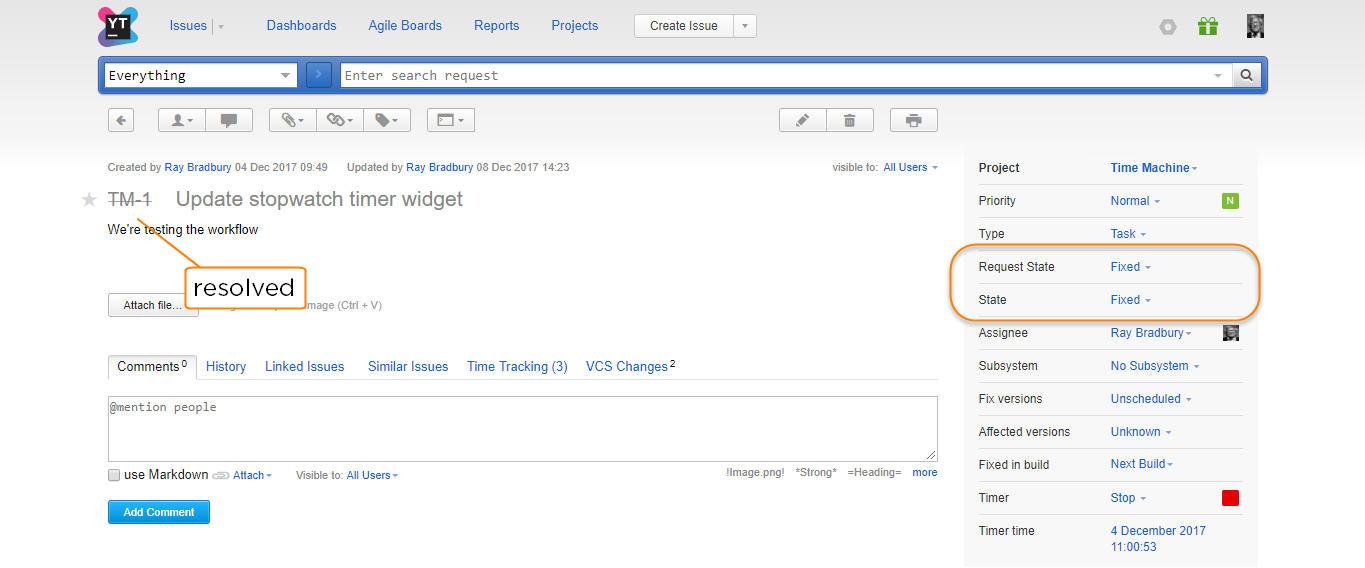 YT
Issues Dashboards Agile Boards Reports Projects Create Issue
Everything Enter search request
Created by Ray Bradbury 04 Dec 2017 09:49 Updated by Ray Bradbury 08 Dec 2017 14:23 visible to: All Users
TM-1 Update stopwatch timer widget
We're testing the workflow
resolved
Attach file... image (Ctrl + V)
Comments 0 History Linked Issues Similar Issues Time Tracking (3) VCS Changes 2
@mention people
use Markdown Attach Visible to: All Users !Image.png! *Strong* =Heading= more
Add Comment
Project Time Machine
Priority Normal N
Type Task
Request State Fixed
State Fixed
Assignee Ray Bradbury
Subsystem No Subsystem
Fix versions Unscheduled
Affected versions Unknown
Fixed in build Next Build
Timer Stop
Timer time 4 December 2017
11:00:53